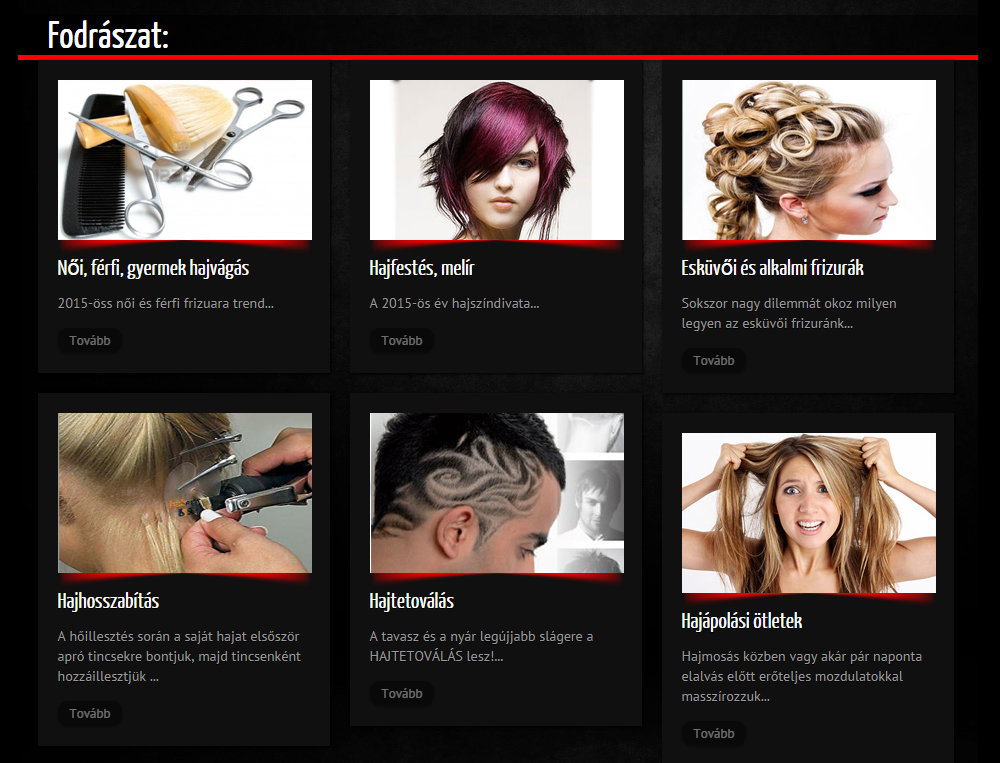 Fodrászat:
Női, férfi, gyermek hajvágás
2015-öss női és férfi frizuara trend...
Tovább
Hajfestés, melír
A 2015-ös év hajszíndivata...
Tovább
Esküvői és alkalmi frizurák
Sokszor nagy dilemmát okoz milyen
legyen az esküvői frizuránk...
Tovább
Hajhosszabítás
A hőillesztés során a saját hajat elsőször
apró tincsekre bontjuk, majd tincsenként
hozzáillesztjük ...
Tovább
Hajtetoválás
A tavasz és a nyár legújjabb slágere a
HAJTETOVÁLÁS lesz!...
Tovább
Hajápolási ötletek
Hajmosás közben vagy akár pár naponta
elalvás előtt erőteljes mozdulatokkal
masszírozzuk...
Tovább